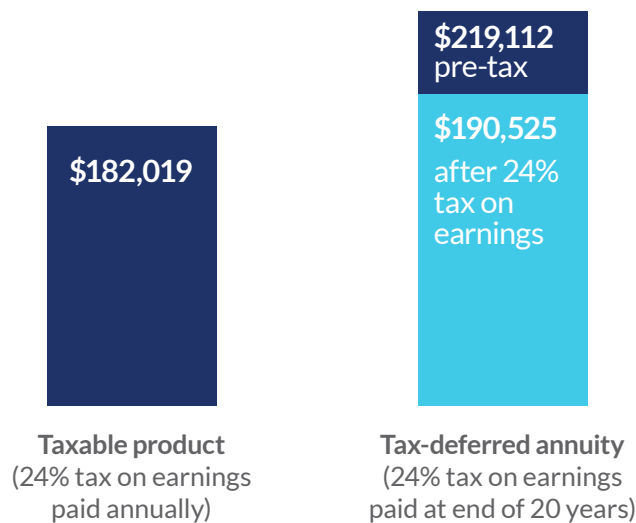 $182,019
$219,112
pre-tax
$190,525
after 24%
tax on
earnings
Taxable product
(24% tax on earnings
paid annually)
Tax-deferred annuity
(24% tax on earnings
paid at end of 20 years)